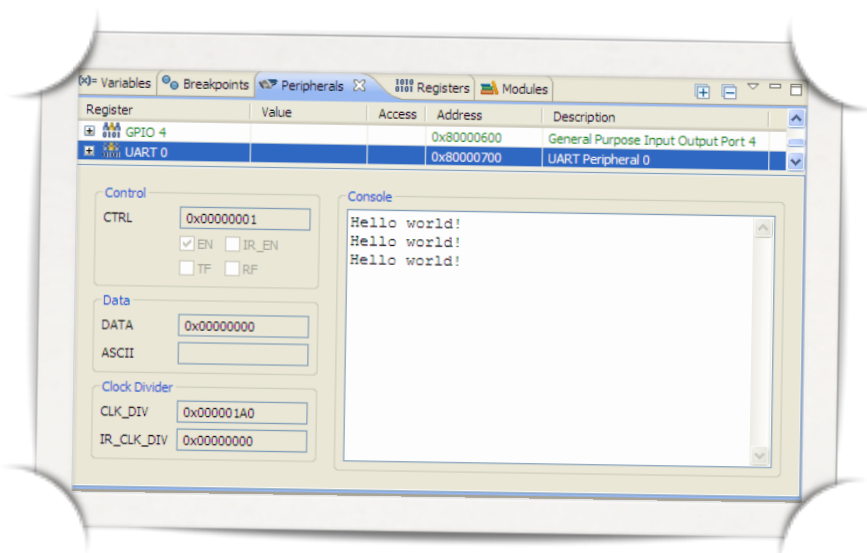 (x)= Variables Breakpoints Peripherals 1010 0101 Registers Modules
Register Value Access Address Description
GPIO 4 0x80000600 General Purpose Input Output Port 4
UART 0 0x80000700 UART Peripheral 0
Control
CTRL 0x00000001
EN IR_EN
TF RF
Data
DATA 0x00000000
ASCII
Clock Divider
CLK_DIV 0x000001A0
IR_CLK_DIV 0x00000000
Console
Hello world!
Hello world!
Hello world!